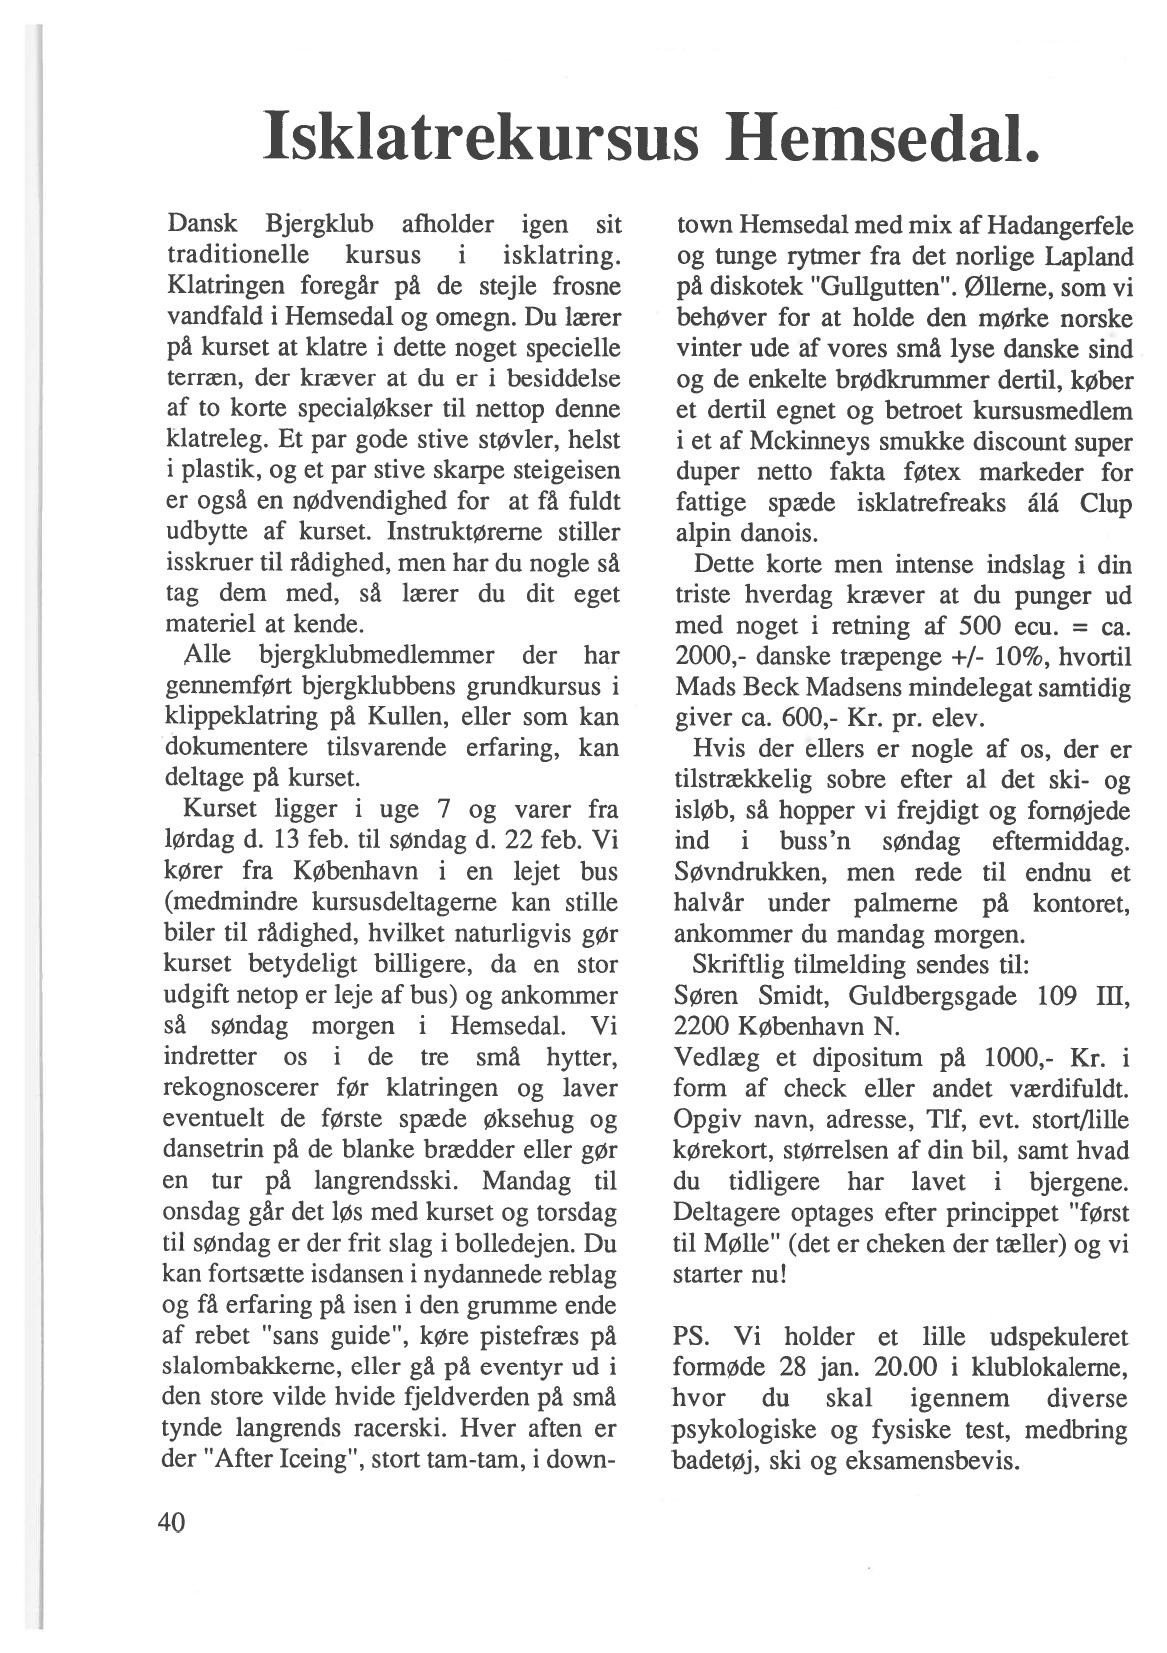 Isklatrekursus Hemsedal.
Dansk Bjergklub afholder igen sit
traditionelle kursus i isklatring.
Klatringen foregår på de stejle frosne
vandfald i Hemsedal og omegn. Du lærer
på kurset at klatre i dette noget specielle
terræn, der kræver at du er i besiddelse
af to korte specialøkser til nettop denne
klatreleg. Et par gode stive støvler, helst
i plastik, og et par stive skarpe steigeisen
er også en nødvendighed for at få fuldt
udbytte af kurset. Instruktørerne stiller
isskruer til rådighed, men har du nogle så
tag dem med, så lærer du dit eget
materiel at kende.
Alle bjergklubmedlemmer der har
gennemført bjergklubbens grundkursus i
klippeklatring på Kullen, eller som kan
dokumentere tilsvarende erfaring, kan
deltage på kurset.
Kurset ligger i uge 7 og varer fra
lørdag d. 13 feb. til søndag d. 22 feb. Vi
kører fra København i en lejet bus
(medmindre kursusdeltagerne kan stille
biler til rådighed, hvilket naturligvis gør
kurset betydeligt billigere, da en stor
udgift netop er leje af bus) og ankommer
så søndag morgen i Hemsedal. Vi
indretter os i de tre små hytter,
rekognoscerer før klatringen og laver
eventuelt de første spæde øksehug og
dansetrin på de blanke brædder eller gør
en tur på langrendsski. Mandag til
onsdag går det løs med kurset og torsdag
til søndag er der frit slag i bolledejen. Du
kan fortsætte isdansen i nydannede reblag
og få erfaring på isen i den grumme ende
af rebet "sans guide", køre pistefræs på
slalombakkerne, eller gå på eventyr ud i
den store vilde hvide fjeldverden på små
tynde langrends racerski. Hver aften er
der "After Iceing", stort tam-tam, i down-
town Hemsedal med mix af Hadangerfele
og tunge rytmer fra det norlige Lapland
på diskotek "Gullgutten". Øllerne, som vi
behøver for at holde den mørke norske
vinter ude af vores små lyse danske sind
og de enkelte brødkrummer dertil, køber
et dertil egnet og betroet kursusmedlem
i et af Mckinneys smukke discount super
duper netto fakta føtex markeder for
fattige spæde isklatrefreaks álá Clup
alpin danois.
Dette korte men intense indslag i din
triste hverdag kræver at du punger ud
med noget i retning af 500 ecu. = ca.
2000,- danske træpenge +/- 10%, hvortil
Mads Beck Madsens mindelegat samtidig
giver ca. 600,- Kr. pr. elev.
Hvis der ellers er nogle af os, der er
tilstrækkelig sobre efter al det ski- og
isløb, så hopper vi frejdigt og fornøjede
ind i buss'n søndag eftermiddag.
Søvndrukken, men rede til endnu et
halvår under palmerne på kontoret,
ankommer du mandag morgen.
Skriftlig tilmelding sendes til:
Søren Smidt, Guldbergsgade 109 III,
2200 København N.
Vedlæg et dipositum på 1000,- Kr. i
form af check eller andet værdifuldt.
Opgiv navn, adresse, Tlf, evt. stort/lille
kørekort, størrelsen af din bil, samt hvad
du tidligere har lavet i bjergene.
Deltagere optages efter princippet "først
til Mølle" (det er cheken der tæller) og vi
starter nu!
PS. Vi holder et lille udspekuleret
formøde 28 jan. 20.00 i klublokalerne,
hvor du skal igennem diverse
psykologiske og fysiske test, medbring
badetøj, ski og eksamensbevis.
40